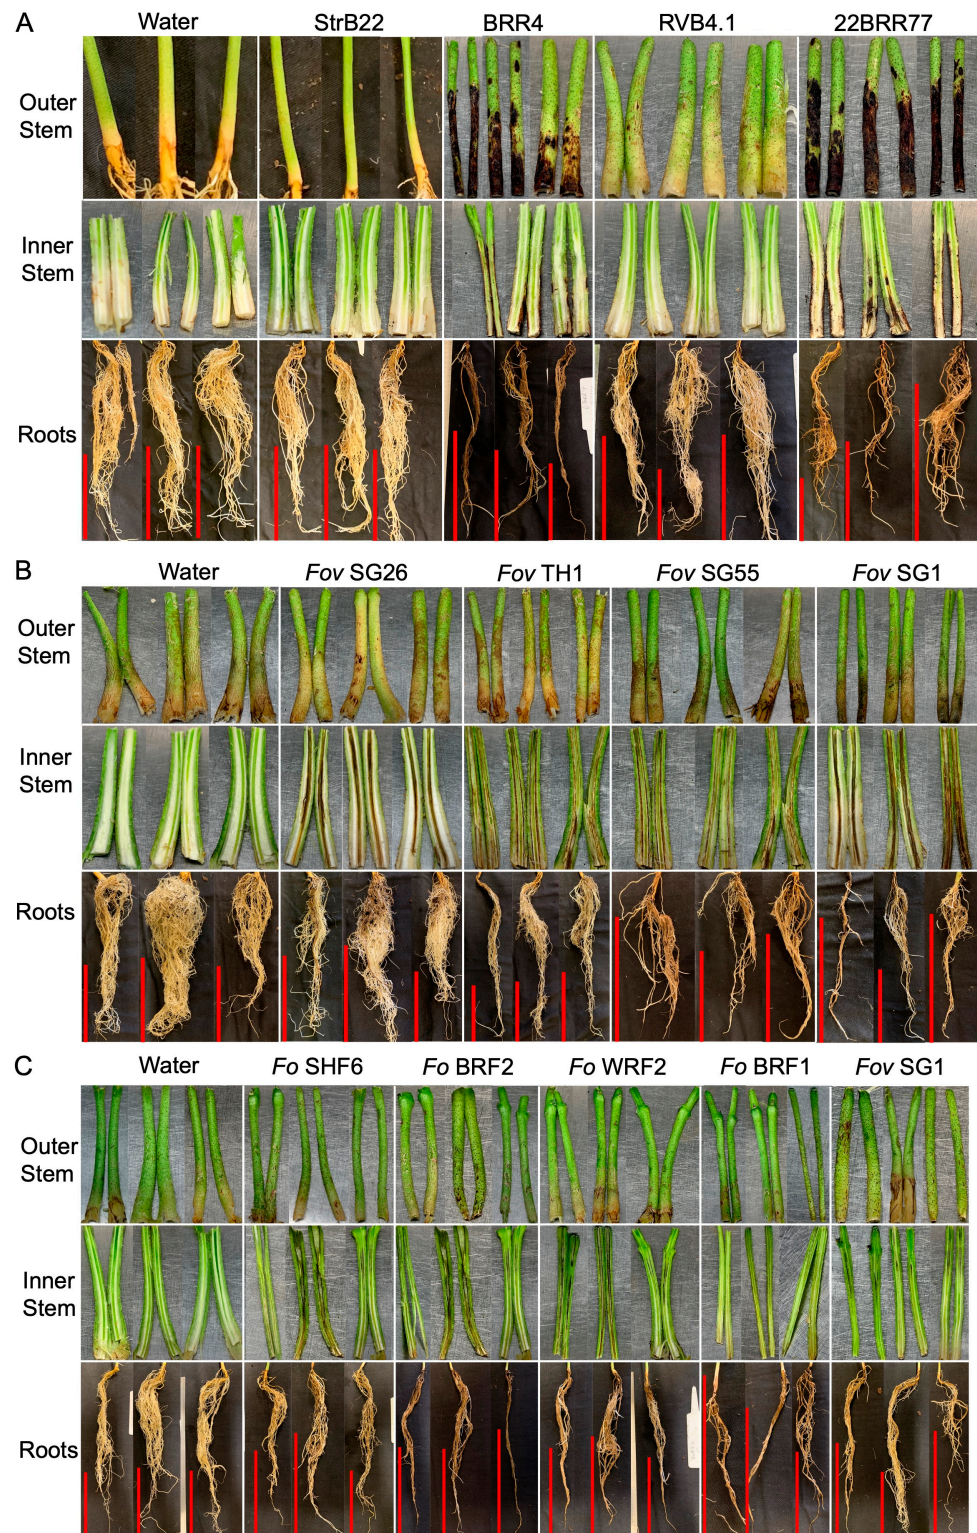 A Water StrB22 BRR4 RVB4.1 22BRR77
Outer
Stem
Inner
Stem
Roots
B Water Fov SG26 Fov TH1 Fov SG55 Fov SG1
Outer
Stem
Inner
Stem
Roots
C Water Fo SHF6 Fo BRF2 Fo WRF2 Fo BRF1 Fov SG1
Outer
Stem
Inner
Stem
Roots